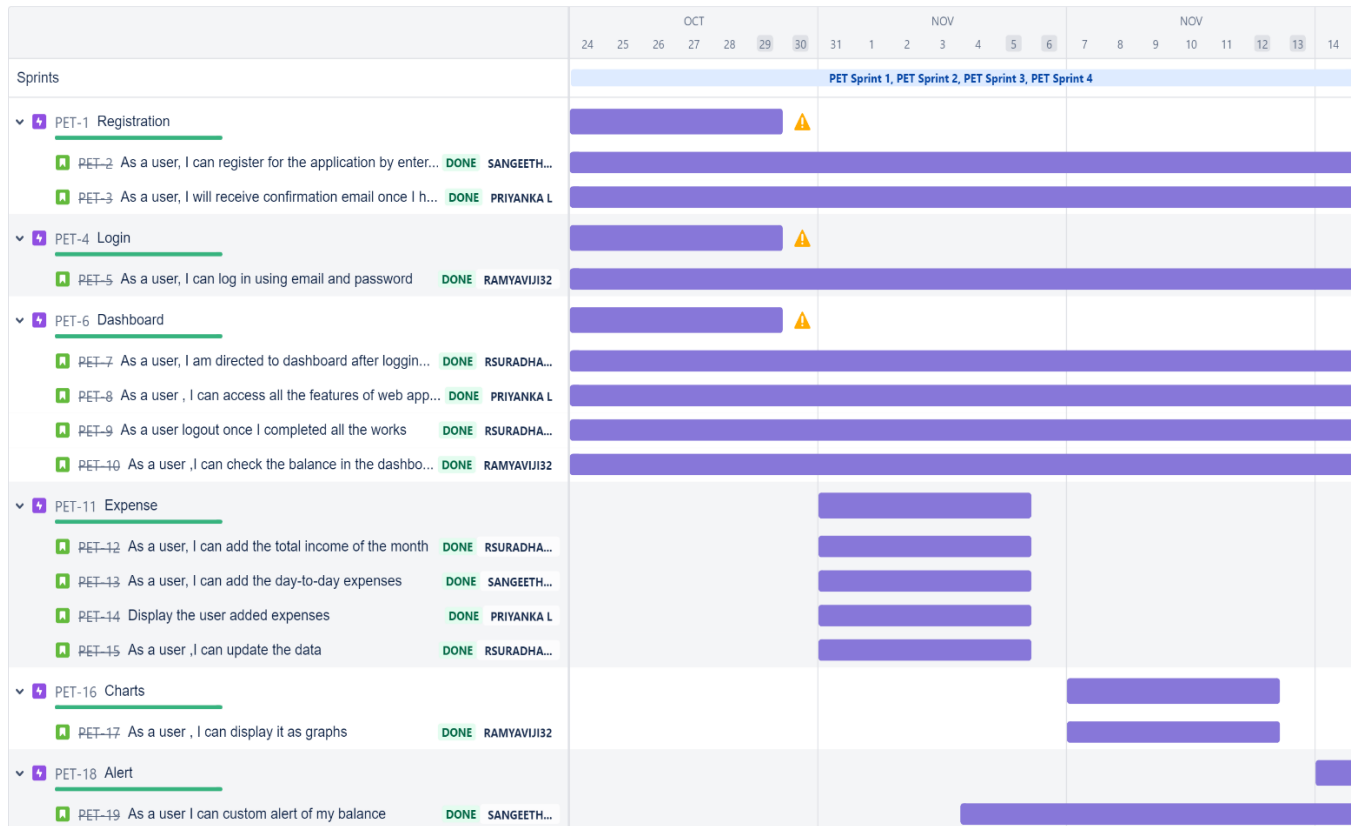 OCT NOV NOV
24 25 26 27 28 29 30 31 1 2 3 4 5 6 7 8 9 10 11 12 13 14
Sprints PET Sprint 1, PET Sprint 2, PET Sprint 3, PET Sprint 4
PET-1 Registration
PET-2 As a user, I can register for the application by enter... DONE SANGEETH...
PET-3 As a user, I will receive confirmation email once I h... DONE PRIYANKA L
PET-4 Login
PET-5 As a user, I can log in using email and password DONE RAMYAVIJI32
PET-6 Dashboard
PET-7 As a user, I am directed to dashboard after loggin... DONE RSURADHA...
PET-8 As a user , I can access all the features of web app... DONE PRIYANKA L
PET-9 As a user logout once I completed all the works DONE RSURADHA...
PET-10 As a user ,I can check the balance in the dashbo... DONE RAMYAVIJI32
PET-11 Expense
PET-12 As a user, I can add the total income of the month DONE RSURADHA...
PET-13 As a user, I can add the day-to-day expenses DONE SANGEETH...
PET-14 Display the user added expenses DONE PRIYANKA L
PET-15 As a user ,I can update the data DONE RSURADHA...
PET-16 Charts
PET-17 As a user , I can display it as graphs DONE RAMYAVIJI32
PET-18 Alert
PET-19 As a user I can custom alert of my balance DONE SANGEETH...